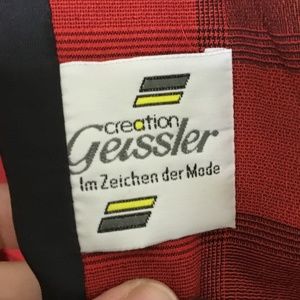 creation
Geissler
Im Zeichen der Mode